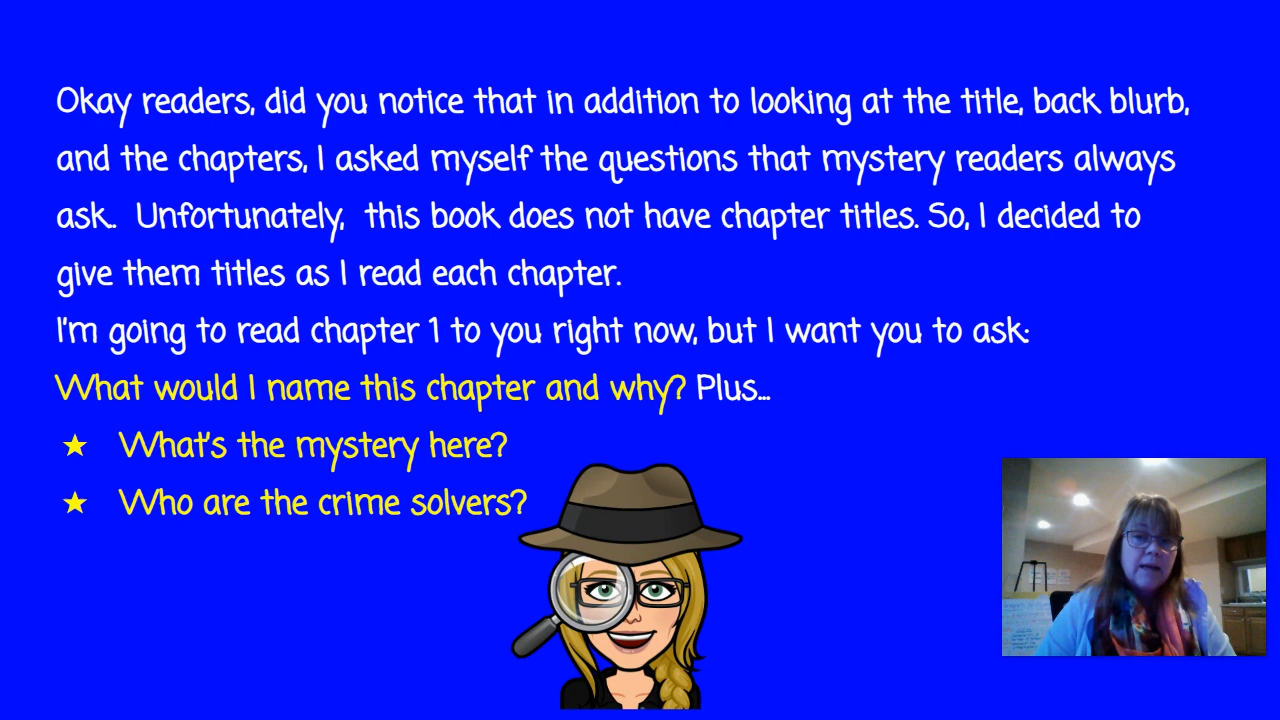 Okay readers, did you notice that in addition to looking at the title, back blurb,
and the chapters, I asked myself the questions that mystery readers always
ask. Unfortunately, this book does not have chapter titles. So, I decided to
give them titles as I read each chapter.
I'm going to read chapter 1 to you right now, but I want you to ask:
What would I name this chapter and why? Plus...
★ What's the mystery here?
★ Who are the crime solvers?